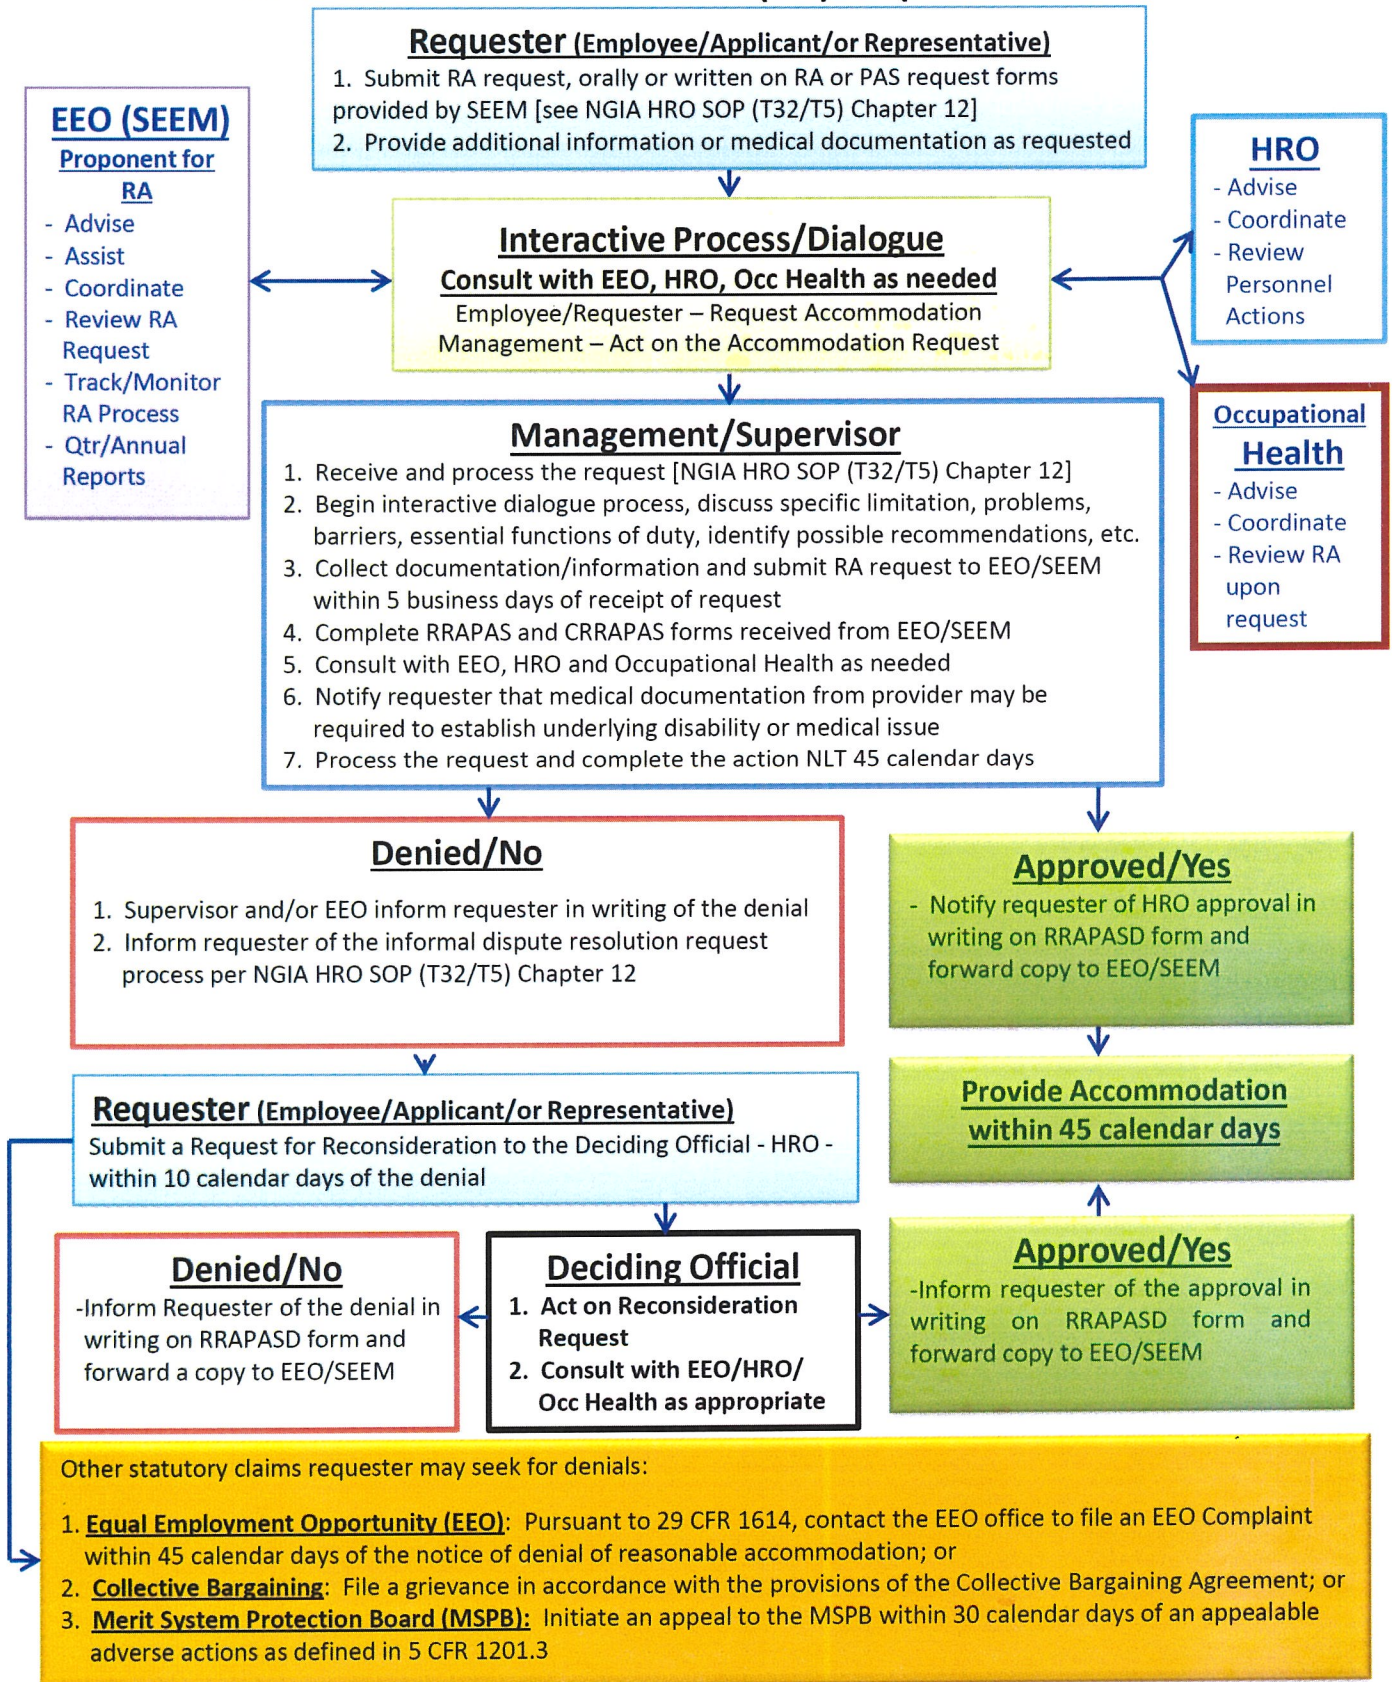 Requester (Employee/Applicant/or Representative)
1. Submit RA request, orally or written on RA or PAS request forms
provided by SEEM [see NGIA HRO SOP (T32/T5) Chapter 12]
2. Provide additional information or medical documentation as requested
EEO (SEEM)
Proponent for
RA
- Advise
- Assist
- Coordinate
- Review RA
Request
- Track/Monitor
RA Process
- Qtr/Annual
Reports
Interactive Process/Dialogue
Consult with EEO, HRO, Occ Health as needed
Employee/Requester – Request Accommodation
Management – Act on the Accommodation Request
HRO
- Advise
- Coordinate
- Review
Personnel
Actions
Occupational
Health
- Advise
- Coordinate
- Review RA
upon
request
Management/Supervisor
1. Receive and process the request [NGIA HRO SOP (T32/T5) Chapter 12]
2. Begin interactive dialogue process, discuss specific limitation, problems,
barriers, essential functions of duty, identify possible recommendations, etc.
3. Collect documentation/information and submit RA request to EEO/SEEM
within 5 business days of receipt of request
4. Complete RRAPAS and CRRAPAS forms received from EEO/SEEM
5. Consult with EEO, HRO and Occupational Health as needed
6. Notify requester that medical documentation from provider may be
required to establish underlying disability or medical issue
7. Process the request and complete the action NLT 45 calendar days
Denied/No
1. Supervisor and/or EEO inform requester in writing of the denial
2. Inform requester of the informal dispute resolution request
process per NGIA HRO SOP (T32/T5) Chapter 12
Approved/Yes
- Notify requester of HRO approval in
writing on RRAPASD form and
forward copy to EEO/SEEM
Provide Accommodation
within 45 calendar days
Requester (Employee/Applicant/or Representative)
Submit a Request for Reconsideration to the Deciding Official - HRO -
within 10 calendar days of the denial
Denied/No
-Inform Requester of the denial in
writing on RRAPASD form and
forward a copy to EEO/SEEM
Deciding Official
1. Act on Reconsideration
Request
2. Consult with EEO/HRO/
Occ Health as appropriate
Approved/Yes
-Inform requester of the approval in
writing on RRAPASD form and
forward copy to EEO/SEEM
Other statutory claims requester may seek for denials:
1. Equal Employment Opportunity (EEO): Pursuant to 29 CFR 1614, contact the EEO office to file an EEO Complaint
within 45 calendar days of the notice of denial of reasonable accommodation; or
2. Collective Bargaining: File a grievance in accordance with the provisions of the Collective Bargaining Agreement; or
3. Merit System Protection Board (MSPB): Initiate an appeal to the MSPB within 30 calendar days of an appealable
adverse actions as defined in 5 CFR 1201.3